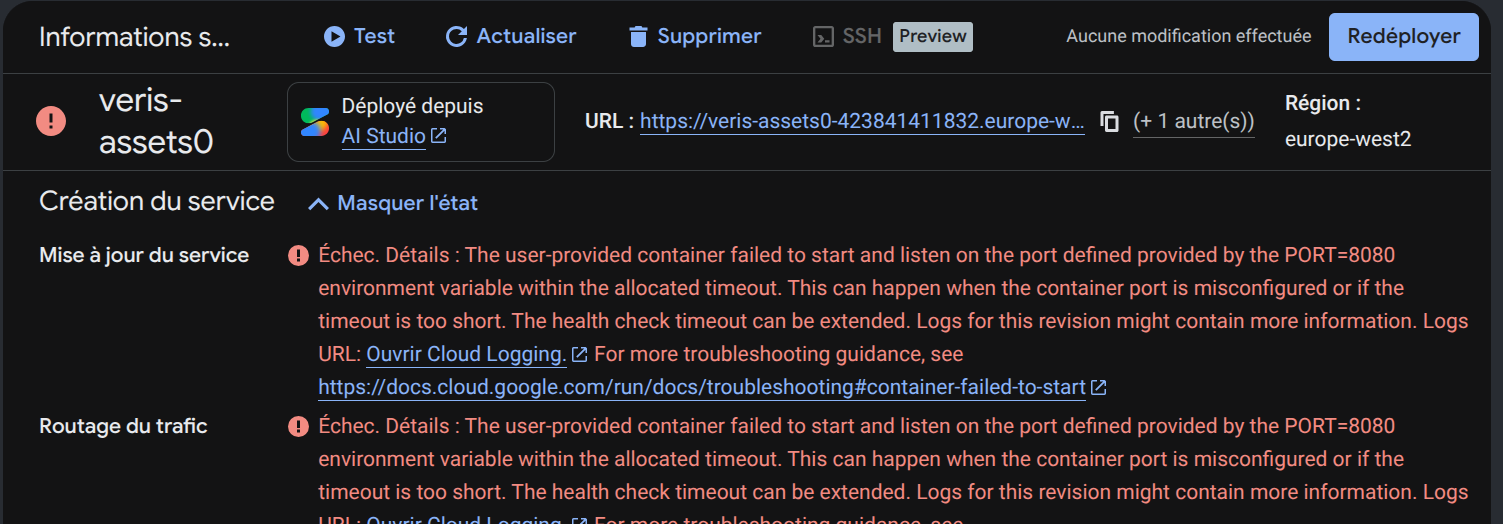 Informations s...
Test
Actualiser
Supprimer
SSH
Preview
Aucune modification effectuée
Redéployer
veris-
assets0
Déployé depuis
AI Studio
URL : https://veris-assets0-423841411832.europe-w... (+ 1 autre(s))
Région :
europe-west2
Création du service
Masquer l'état
Mise à jour du service
Échec. Détails : The user-provided container failed to start and listen on the port defined provided by the PORT=8080
environment variable within the allocated timeout. This can happen when the container port is misconfigured or if the
timeout is too short. The health check timeout can be extended. Logs for this revision might contain more information. Logs
URL: Ouvrir Cloud Logging. For more troubleshooting guidance, see
https://docs.cloud.google.com/run/docs/troubleshooting#container-failed-to-start
Routage du trafic
Échec. Détails : The user-provided container failed to start and listen on the port defined provided by the PORT=8080
environment variable within the allocated timeout. This can happen when the container port is misconfigured or if the
timeout is too short. The health check timeout can be extended. Logs for this revision might contain more information. Logs
URL: Ouvrir Cloud Logging. For more troubleshooting guidance, see